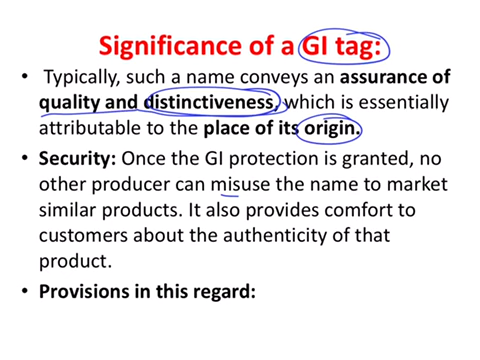 Significance of a GI tag:
• Typically, such a name conveys an assurance of
quality and distinctiveness, which is essentially
attributable to the place of its origin.
• Security: Once the GI protection is granted, no
other producer can misuse the name to market
similar products. It also provides comfort to
customers about the authenticity of that
product.
• Provisions in this regard: